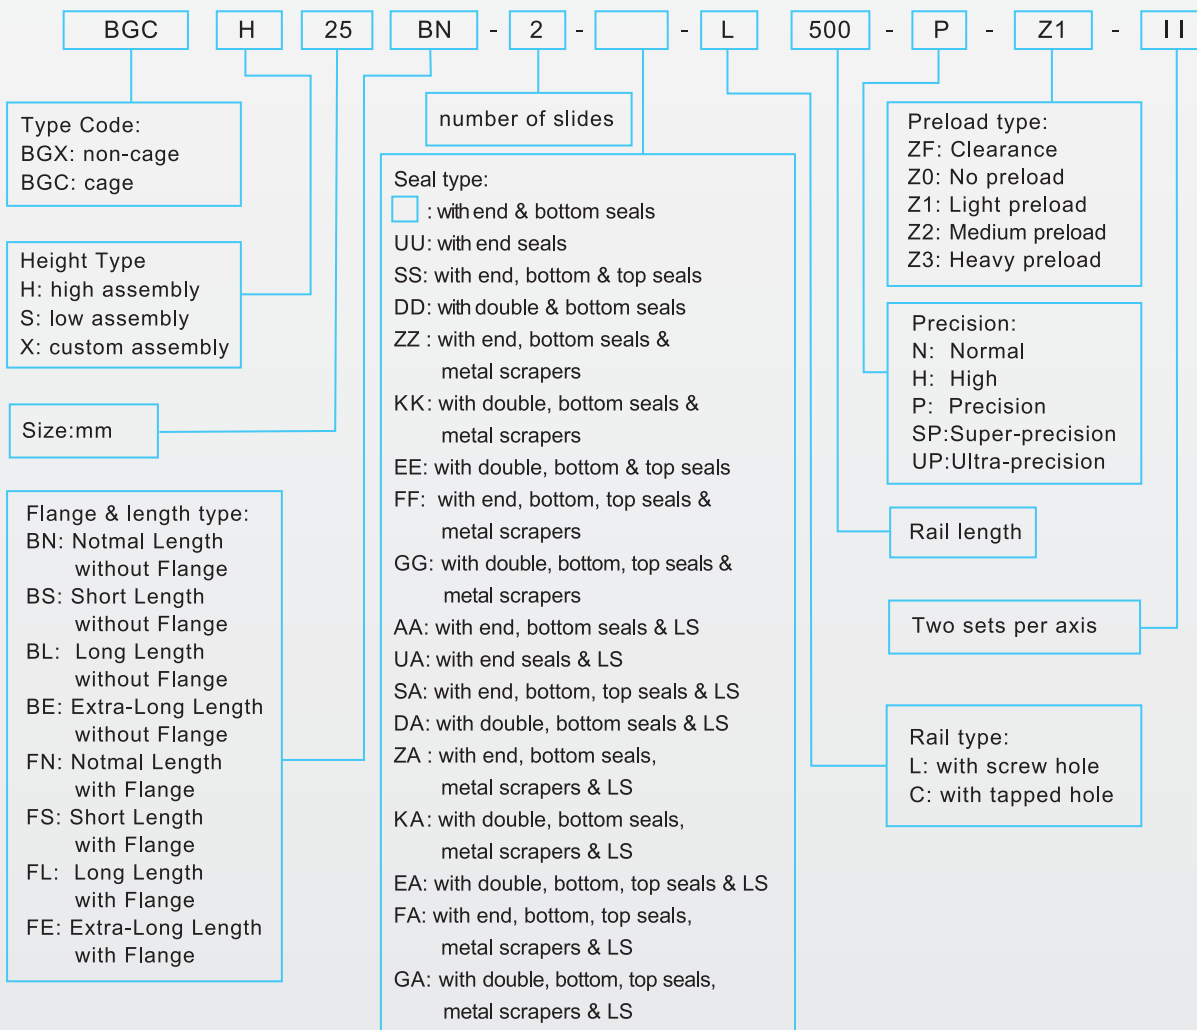 BGC H 25 BN - 2 - - L 500 - P - Z1 - II
Type Code:
BGX: non-cage
BGC: cage
Height Type
H: high assembly
S: low assembly
X: custom assembly
Size:mm
Flange & length type:
BN: Notmal Length
without Flange
BS: Short Length
without Flange
BL: Long Length
without Flange
BE: Extra-Long Length
without Flange
FN: Notmal Length
with Flange
FS: Short Length
with Flange
FL: Long Length
with Flange
FE: Extra-Long Length
with Flange
number of slides
Seal type:
: with end & bottom seals
UU: with end seals
SS: with end, bottom & top seals
DD: with double & bottom seals
ZZ : with end, bottom seals &
metal scrapers
KK: with double, bottom seals &
metal scrapers
EE: with double, bottom & top seals
FF: with end, bottom, top seals &
metal scrapers
GG: with double, bottom, top seals &
metal scrapers
AA: with end, bottom seals & LS
UA: with end seals & LS
SA: with end, bottom, top seals & LS
DA: with double, bottom seals & LS
ZA : with end, bottom seals,
metal scrapers & LS
KA: with double, bottom seals,
metal scrapers & LS
EA: with double, bottom, top seals & LS
FA: with end, bottom, top seals,
metal scrapers & LS
GA: with double, bottom, top seals,
metal scrapers & LS
Preload type:
ZF: Clearance
Z0: No preload
Z1: Light preload
Z2: Medium preload
Z3: Heavy preload
Precision:
N: Normal
H: High
P: Precision
SP:Super-precision
UP:Ultra-precision
Rail length
Two sets per axis
Rail type:
L: with screw hole
C: with tapped hole